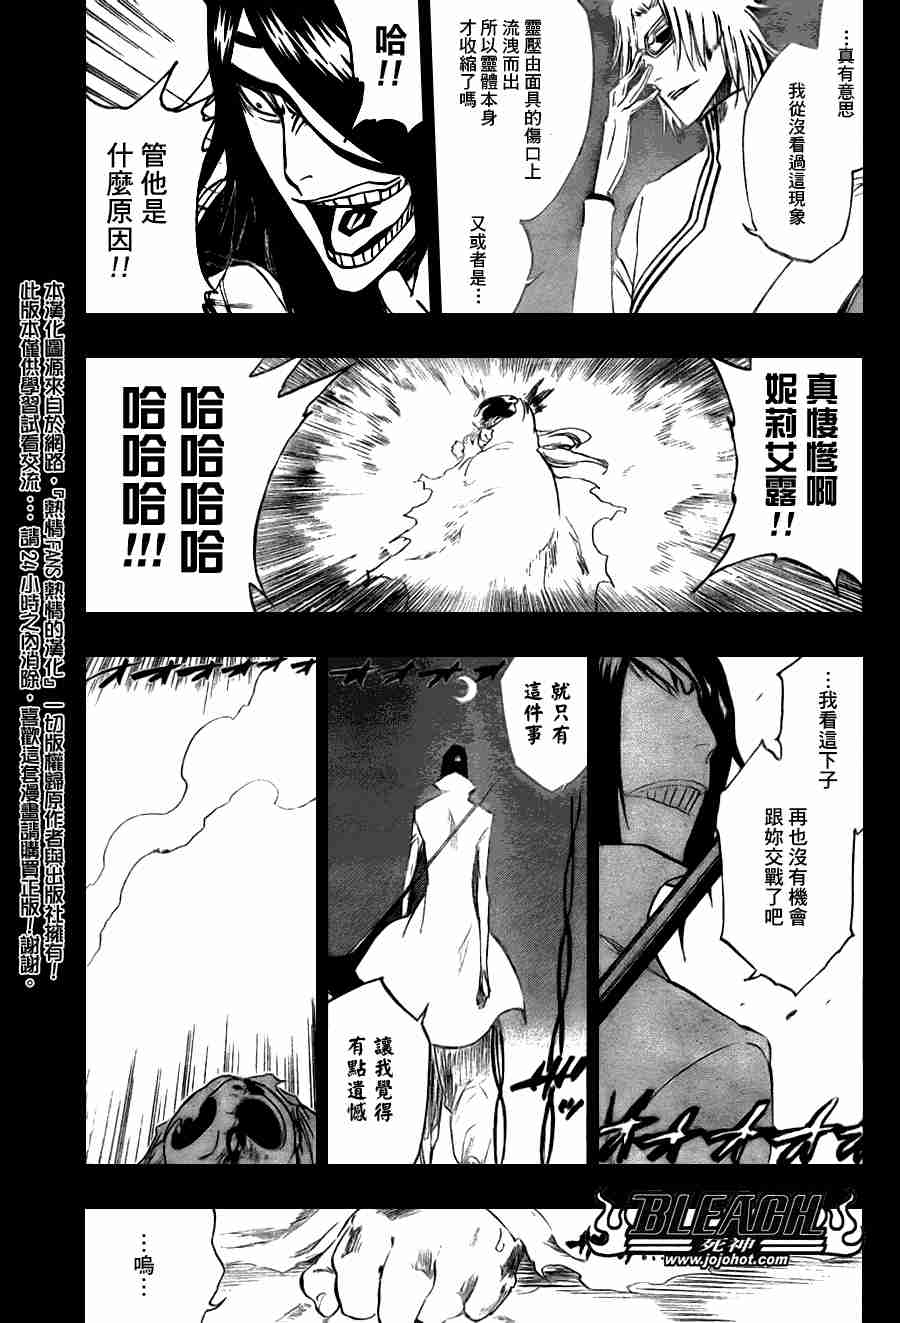 …真有意思
我從沒看過這現象
靈壓由面具的傷口上
流洩而出
所以靈體本身
才收縮了嗎
又或者是…
哈!!
管他是
什麼原因!!
真悽慘啊
妮莉艾露!!
哈哈哈哈
哈哈哈!!!
…我看這下子
再也沒有機會
跟妳交戰了吧
就只有
這件事
讓我覺得
有點遺憾
…嗚…
本漢化圖源來自於網路,『熱情FANS熱情的漢化』一切版權歸原作者與出版社擁有!
此版本僅供學習試看交流…請24小時之內消除,喜歡這套漫畫請購買正版!謝謝。
BLEACH
死神
www.jojohot.com